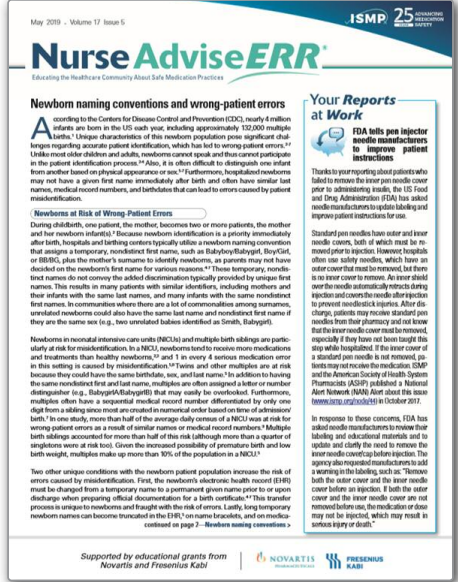 May 2019 • Volume 17 Issue 5
ISMP
25 YEARS
ADVANCING
MEDICATION
SAFETY
Nurse AdviseERR®
Educating the Healthcare Community About Safe Medication Practices
Newborn naming conventions and wrong-patient errors
According to the Centers for Disease Control and Prevention (CDC), nearly 4 million
infants are born in the US each year, including approximately 132,000 multiple
births. Unique characteristics of this newborn population pose significant chal-
lenges regarding accurate patient identification, which has led to wrong-patient errors.
Unlike most older children and adults, newborns cannot speak and thus cannot participate
in the patient identification process. Also, it is often difficult to distinguish one infant
from another based on physical appearance or sex. Furthermore, hospitalized newborns
may not have a given first name immediately after birth and often have similar last
names, medical record numbers, and birthdates that can lead to errors caused by patient
misidentification.
Newborns at Risk of Wrong-Patient Errors
During childbirth, one patient, the mother, becomes two or more patients, the mother
and her newborn infant(s). Because newborn identification is a priority immediately
after birth, hospitals and birthing centers typically utilize a newborn convention
that assigns a temporary, nondistinct first name, such as Babyboy/Babygirl, Boy/Girl,
or BB/BG, plus the mother's surname to identify newborns, as parents may not have
decided on the newborn's first name for various reasons. These temporary, nondis-
tinct names do not convey the added discrimination typically provided by unique first
names. This results in many patients with similar identifiers, including mothers and
their infants with the same last names, and many infants with the same nondistinct
first names. In communities where there are a lot of commonalities among surnames,
unrelated newborns could also have the same last name and nondistinct first name if
they are the same sex (e.g., two unrelated babies identified as Smith, Babygirl).
Newborns in neonatal intensive care units (NICUs) and multiple birth siblings are partic-
ularly at risk for misidentification. In a NICU, newborns tend to receive more medications
and treatments than healthy newborns, and 1 in every 4 serious medication error
in this setting is caused by misidentification. Twins and other multiples are at risk
because they could have the same birthdate, sex, and last name. In addition to having
the same nondistinct first and last name, multiples are often assigned a letter or number
distinguisher (e.g., BabygirlA/BabygirlB) that may easily be overlooked. Furthermore,
multiples often have a sequential medical record number differentiated by only one
digit from a sibling since most are created in numerical order based on time of admission/
birth. In one study, more than half of the average daily census of a NICU was at risk for
wrong-patient errors as a result of similar names or medical record numbers. Multiple
birth siblings accounted for more than half of this risk (although more than a quarter of
singletons were at risk too). Given the increased possibility of premature birth and low
birth weight, multiples make up more than 10% of the population in a NICU.
Two other unique conditions with the newborn patient population increase the risk of
errors caused by misidentification. First, the newborn's electronic health record (EHR)
must be changed from a temporary name to a permanent given name prior to or upon
discharge when preparing official documentation for a birth certificate. This transfer
process is unique to newborns and fraught with the risk of errors. Lastly, long temporary
newborn names can become truncated in the EHR, on name bracelets, and on medica-
continued on page 2—Newborn naming conventions >
Your Reports
at Work
FDA tells pen injector
needle manufacturers
to improve patient
instructions
Thanks to your reporting about patients who
failed to remove the inner pen needle cover
prior to administering insulin, the US Food
and Drug Administration (FDA) has asked
needle manufacturers to update labeling and
improve patient instructions for use.
Standard pen needles have outer and inner
needle covers, both of which must be re-
moved prior to injection. However, hospitals
often use safety needles, which have an
outer cover that must be removed, but there
is no inner cover to remove. An inner shield
over the needle automatically retracts during
injection and covers the needle after injection
to prevent needlestick injuries. After dis-
charge, patients may receive standard pen
needles from their pharmacy and not know
that the inner needle cover must be removed,
especially if they have not been taught this
step while hospitalized. If the inner cover of
a standard pen needle is not removed, pa-
tients may not receive the medication. ISMP
and the American Society of Health System
Pharmacists (ASHP) published a National
Alert Network (NAN) Alert about this issue
(www.ismp.org/node/44) in October 2017.
In response to these concerns, FDA has
asked needle manufacturers to review their
labeling and educational materials and to
update and clarify the need to remove the
inner needle cover/cap before injection. The
agency also requested manufacturers to add
a warning in the labeling, such as: "Remove
both the outer cover and the inner needle
cover before an injection. If both the outer
cover and the inner needle cover are not
removed before use, the medication or dose
may not be injected, which may result in
serious injury or death."
Supported by educational grants from
Novartis and Fresenius Kabi
NOVARTIS
FRESENIUS
KABI